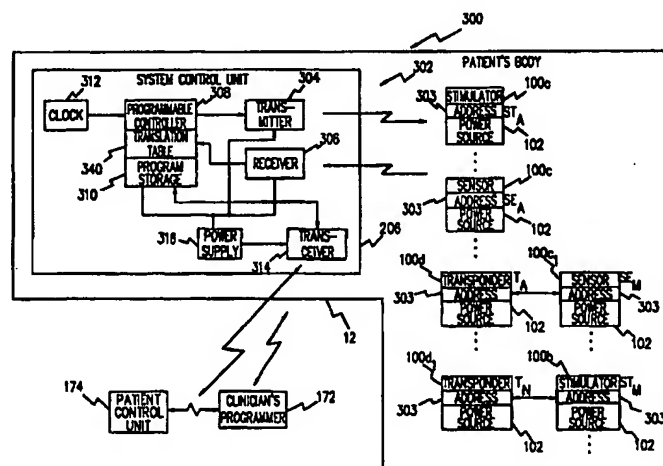 300
PATIENT'S BODY
SYSTEM CONTROL UNIT
302
312
308
304
CLOCK
PROGRAMMABLE CONTROLLER
TRANS-
MITTER
TRANSLATION TABLE
340
PROGRAM STORAGE
310
306
RECEIVER
316
POWER SUPPLY
TRANS-
CEIVER
314
206
100a
303
STIMULATOR
ADDRESS
POWER SOURCE
ST A
102
100c
303
SENSOR
ADDRESS
POWER SOURCE
SE A
102
100d
303
TRANSPONDER
ADDRESS
POWER SOURCE
T A
102
100c
SENSOR
ADDRESS
POWER SOURCE
SE M
303
102
100d
303
TRANSPONDER
ADDRESS
POWER SOURCE
T N
102
100b
STIMULATOR
ADDRESS
POWER SOURCE
ST M
303
102
12
174
PATIENT CONTROL UNIT
CLINICIAN'S PROGRAMMER
172